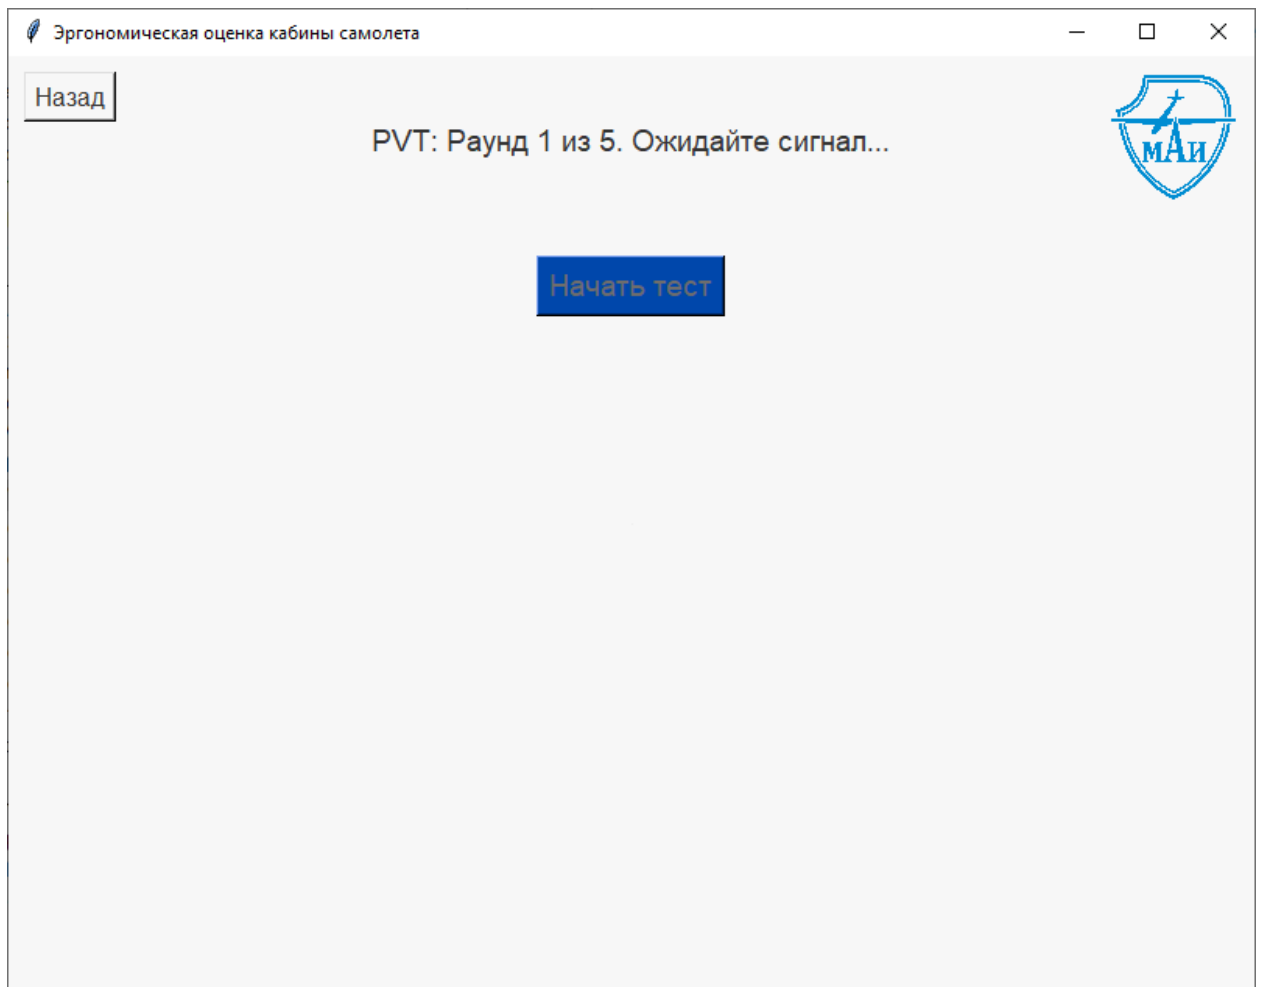 Эргономическая оценка кабины самолета
Назад
PVT: Раунд 1 из 5. Ожидайте сигнал...
МАИ
Начать тест